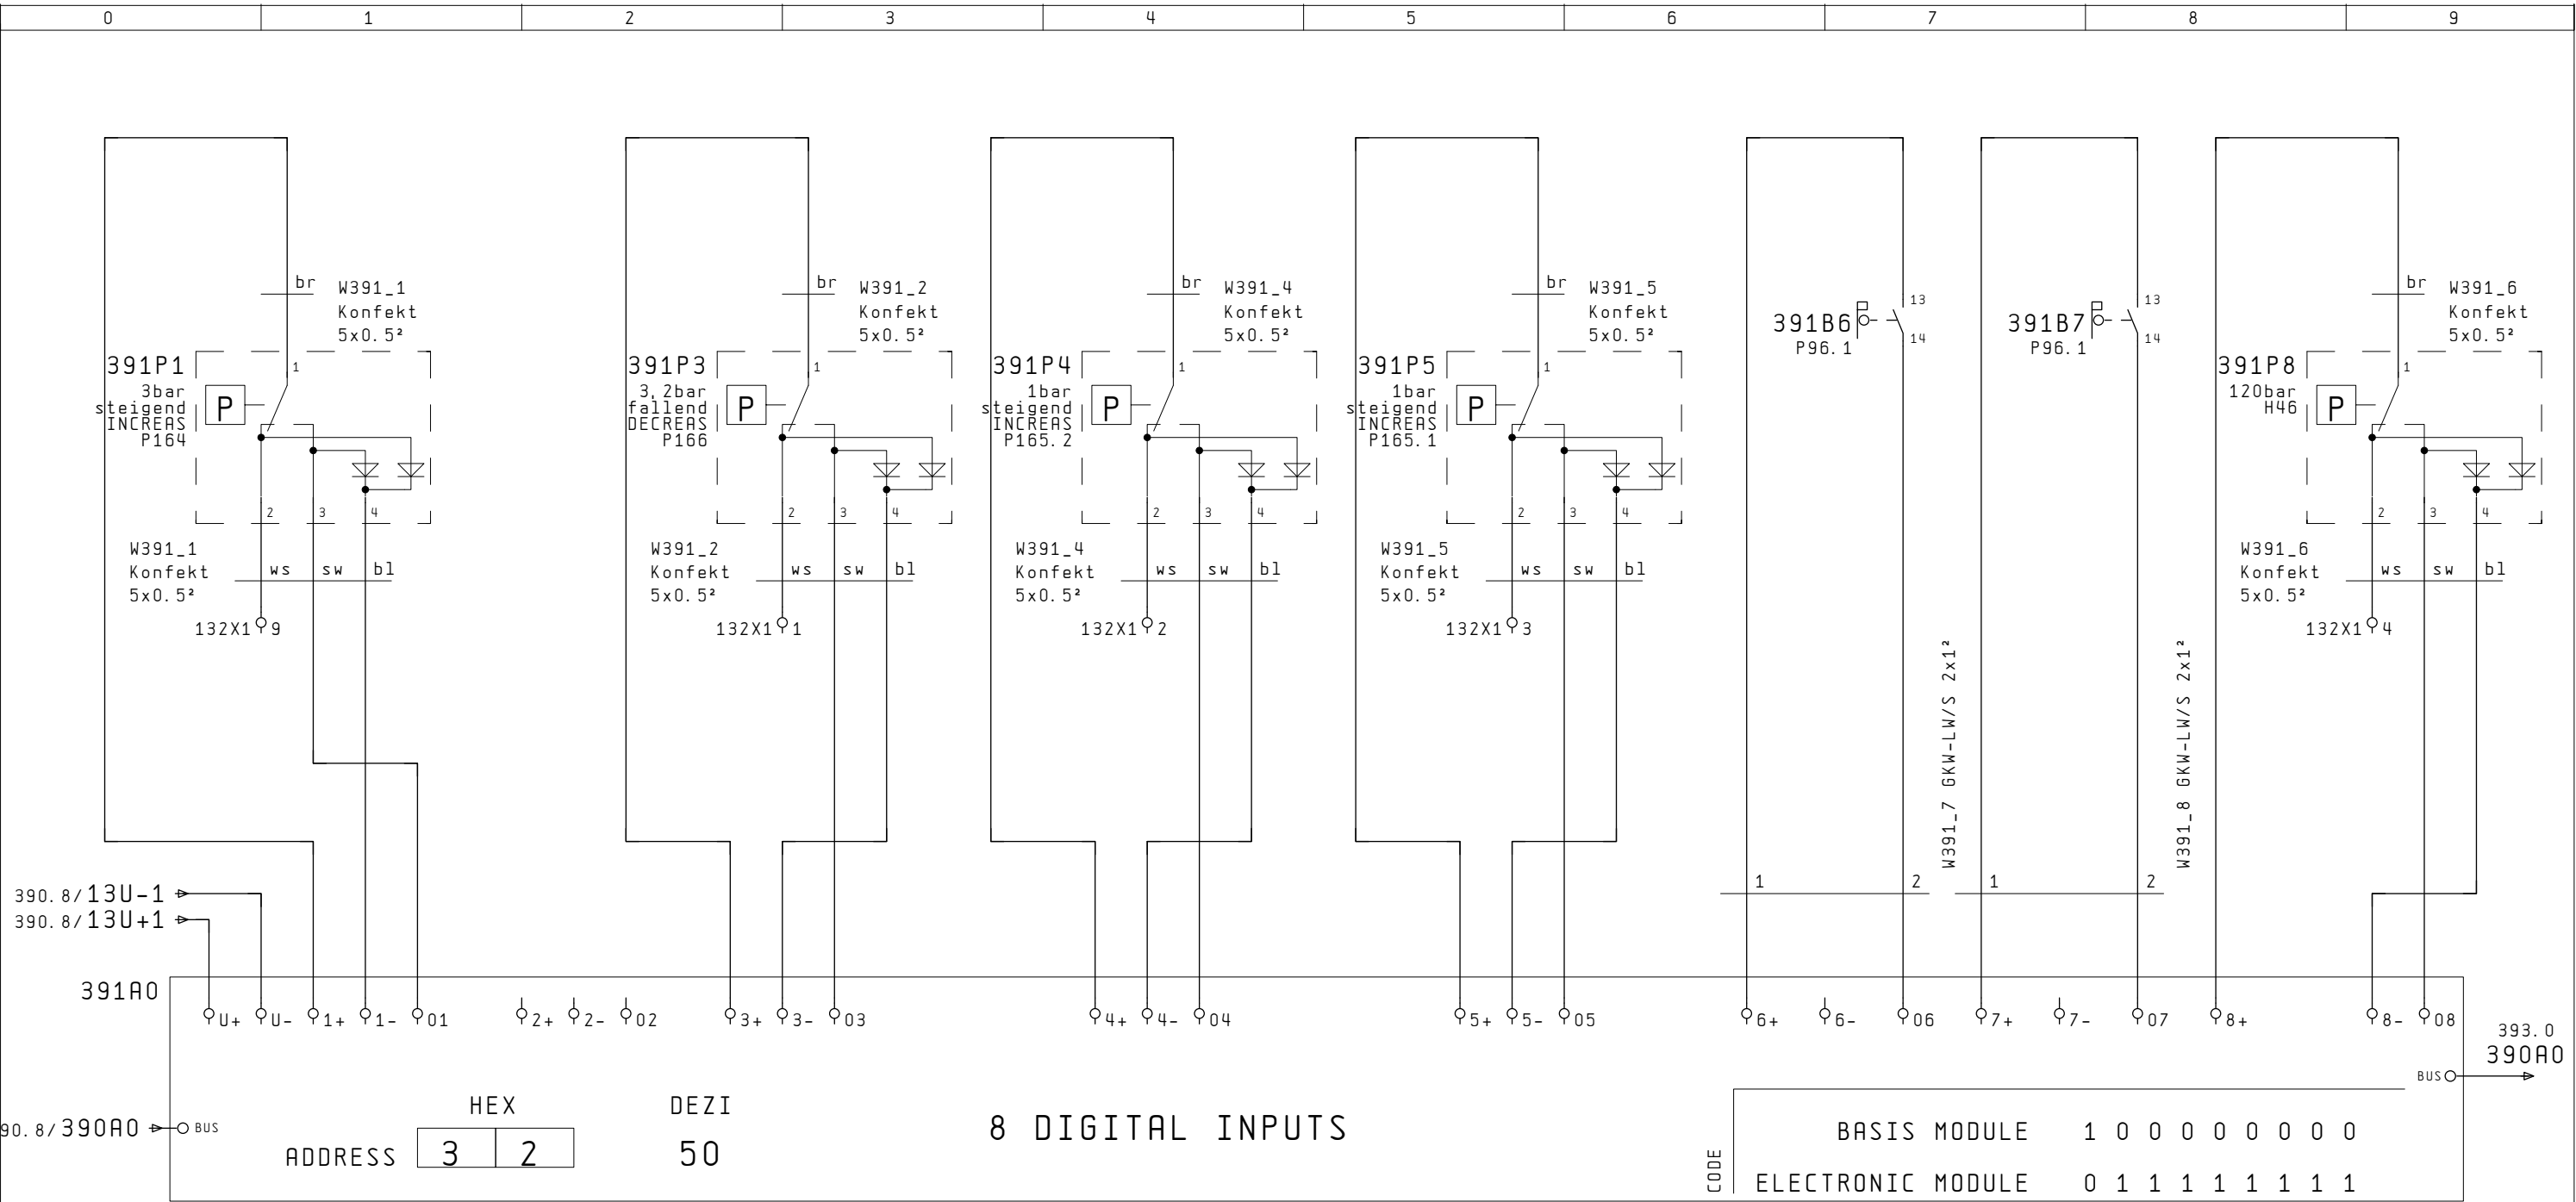 0 1 2 3 4 5 6 7 8 9
br W391_1
Konfekt
5x0.5²
391P1
3bar
steigend
INCREAS
P164
P
1
2 3 4
W391_1
Konfekt
5x0.5²
ws sw bl
132X1 9
br W391_2
Konfekt
5x0.5²
391P3
3,2bar
fallend
DECREAS
P166
P
1
2 3 4
W391_2
Konfekt
5x0.5²
ws sw bl
132X1 1
br W391_4
Konfekt
5x0.5²
391P4
1bar
steigend
INCREAS
P165.2
P
1
2 3 4
W391_4
Konfekt
5x0.5²
ws sw bl
132X1 2
br W391_5
Konfekt
5x0.5²
391P5
1bar
steigend
INCREAS
P165.1
P
1
2 3 4
W391_5
Konfekt
5x0.5²
ws sw bl
132X1 3
391B6
P96.1
13
14
W391_7 GKW-LW/S 2x1²
1 2
391B7
P96.1
13
14
W391_8 GKW-LW/S 2x1²
1 2
br W391_6
Konfekt
5x0.5²
391P8
120bar
H46
P
1
2 3 4
W391_6
Konfekt
5x0.5²
ws sw bl
132X1 4
390.8/13U-1
390.8/13U+1
391A0
U+ U- 1+ 1- 01 2+ 2- 02 3+ 3- 03 4+ 4- 04 5+ 5- 05 6+ 6- 06 7+ 7- 07 8+ 8- 08
393.0
390A0
BUS
90.8/390A0 BUS
HEX DEZI
ADDRESS 3 2 50
8 DIGITAL INPUTS
CODE
BASIS MODULE 1 0 0 0 0 0 0 0 0
ELECTRONIC MODULE 0 1 1 1 1 1 1 1 1